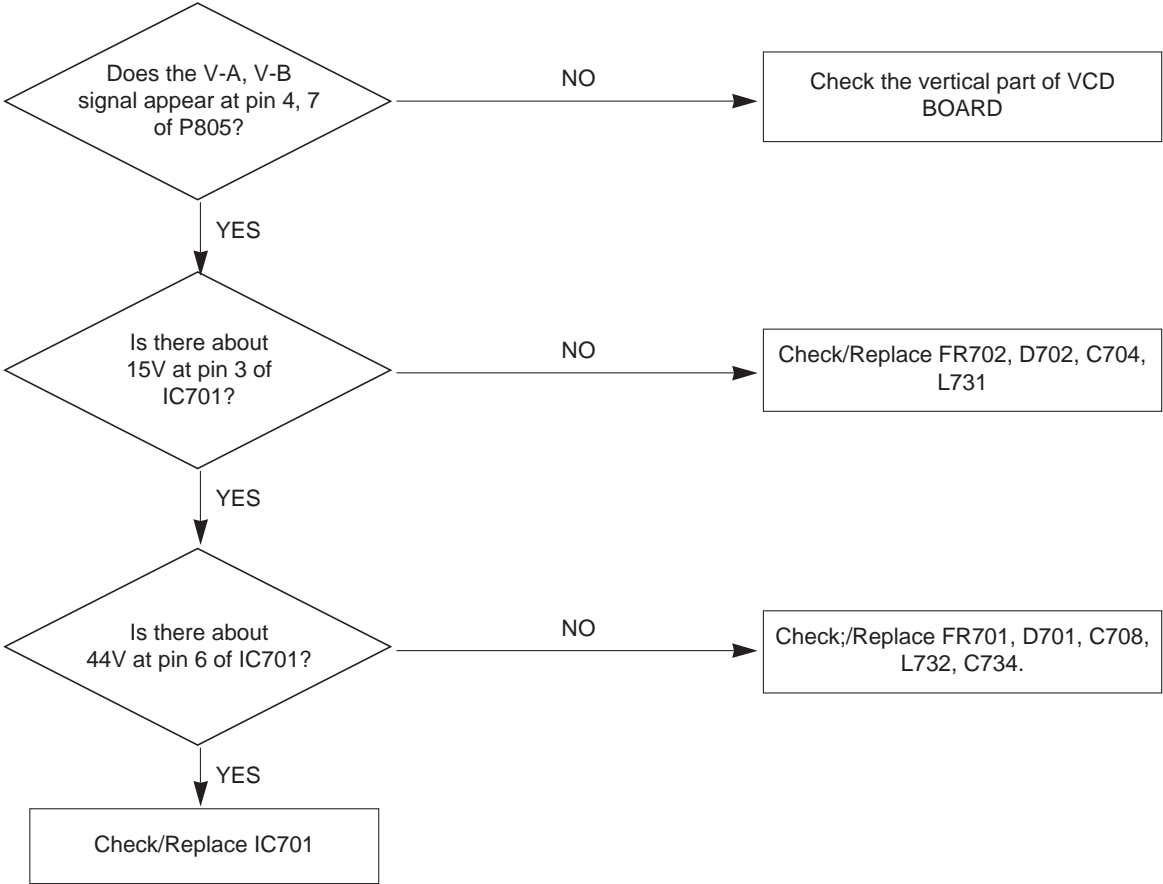 Does the V-A, V-B
signal appear at pin 4, 7
of P805?
NO
Check the vertical part of VCD
BOARD
YES
Is there about
15V at pin 3 of
IC701?
NO
Check/Replace FR702, D702, C704,
L731
YES
Is there about
44V at pin 6 of IC701?
NO
Check;/Replace FR701, D701, C708,
L732, C734.
YES
Check/Replace IC701